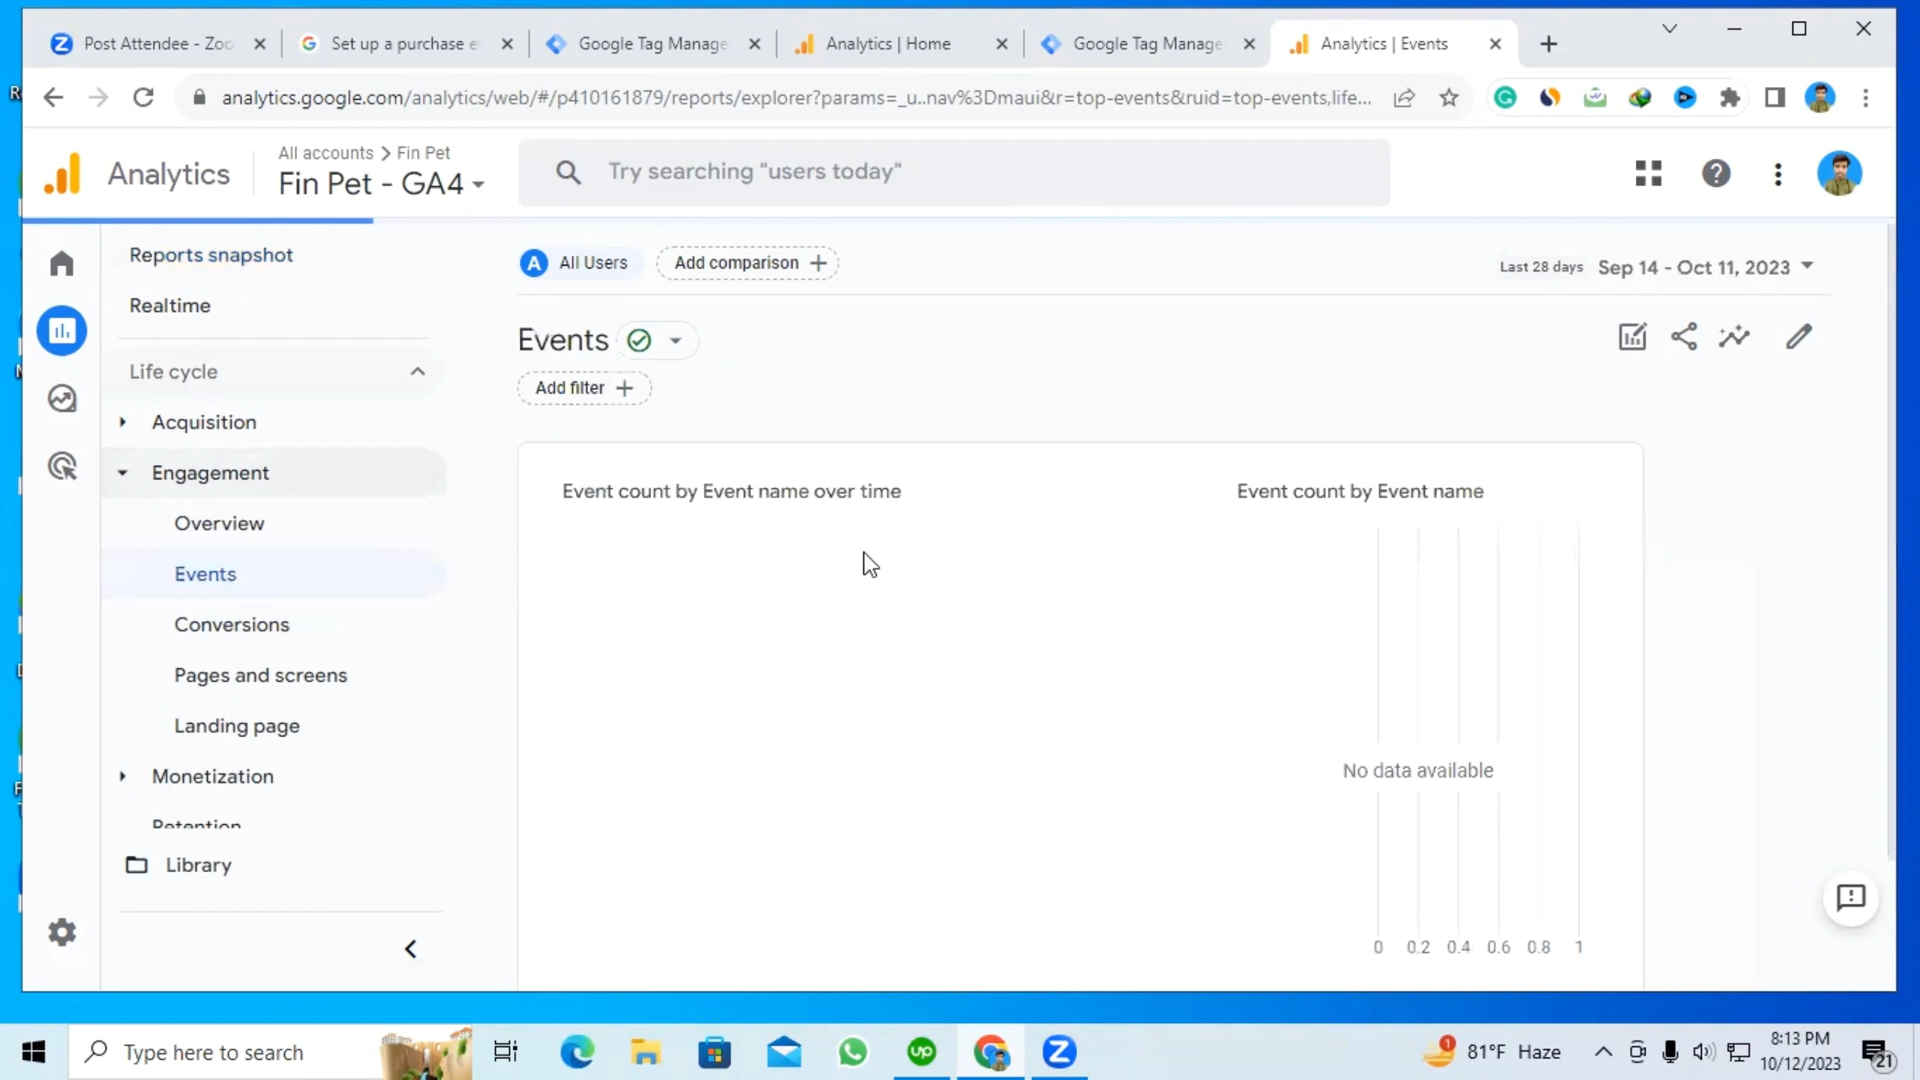 Post Attendee - Zoo
Set up a purchase e
Google Tag Manage
Analytics | Home
Google Tag Manage
Analytics | Events
analytics.google.com/analytics/web/#/p410161879/reports/explorer?params=_u..nav%3Dmaui&r=top-events&ruid=top-events,life...
Analytics
All accounts > Fin Pet
Fin Pet - GA4
Try searching "users today"
Reports snapshot
Realtime
Life cycle
Acquisition
Engagement
Overview
Events
Conversions
Pages and screens
Landing page
Monetization
Retention
Library
A All Users
Add comparison +
Last 28 days Sep 14 - Oct 11, 2023
Events
Add filter +
Event count by Event name over time
Event count by Event name
No data available
0 0.2 0.4 0.6 0.8 1
Type here to search
up
1
81°F Haze
8:13 PM
10/12/2023
21